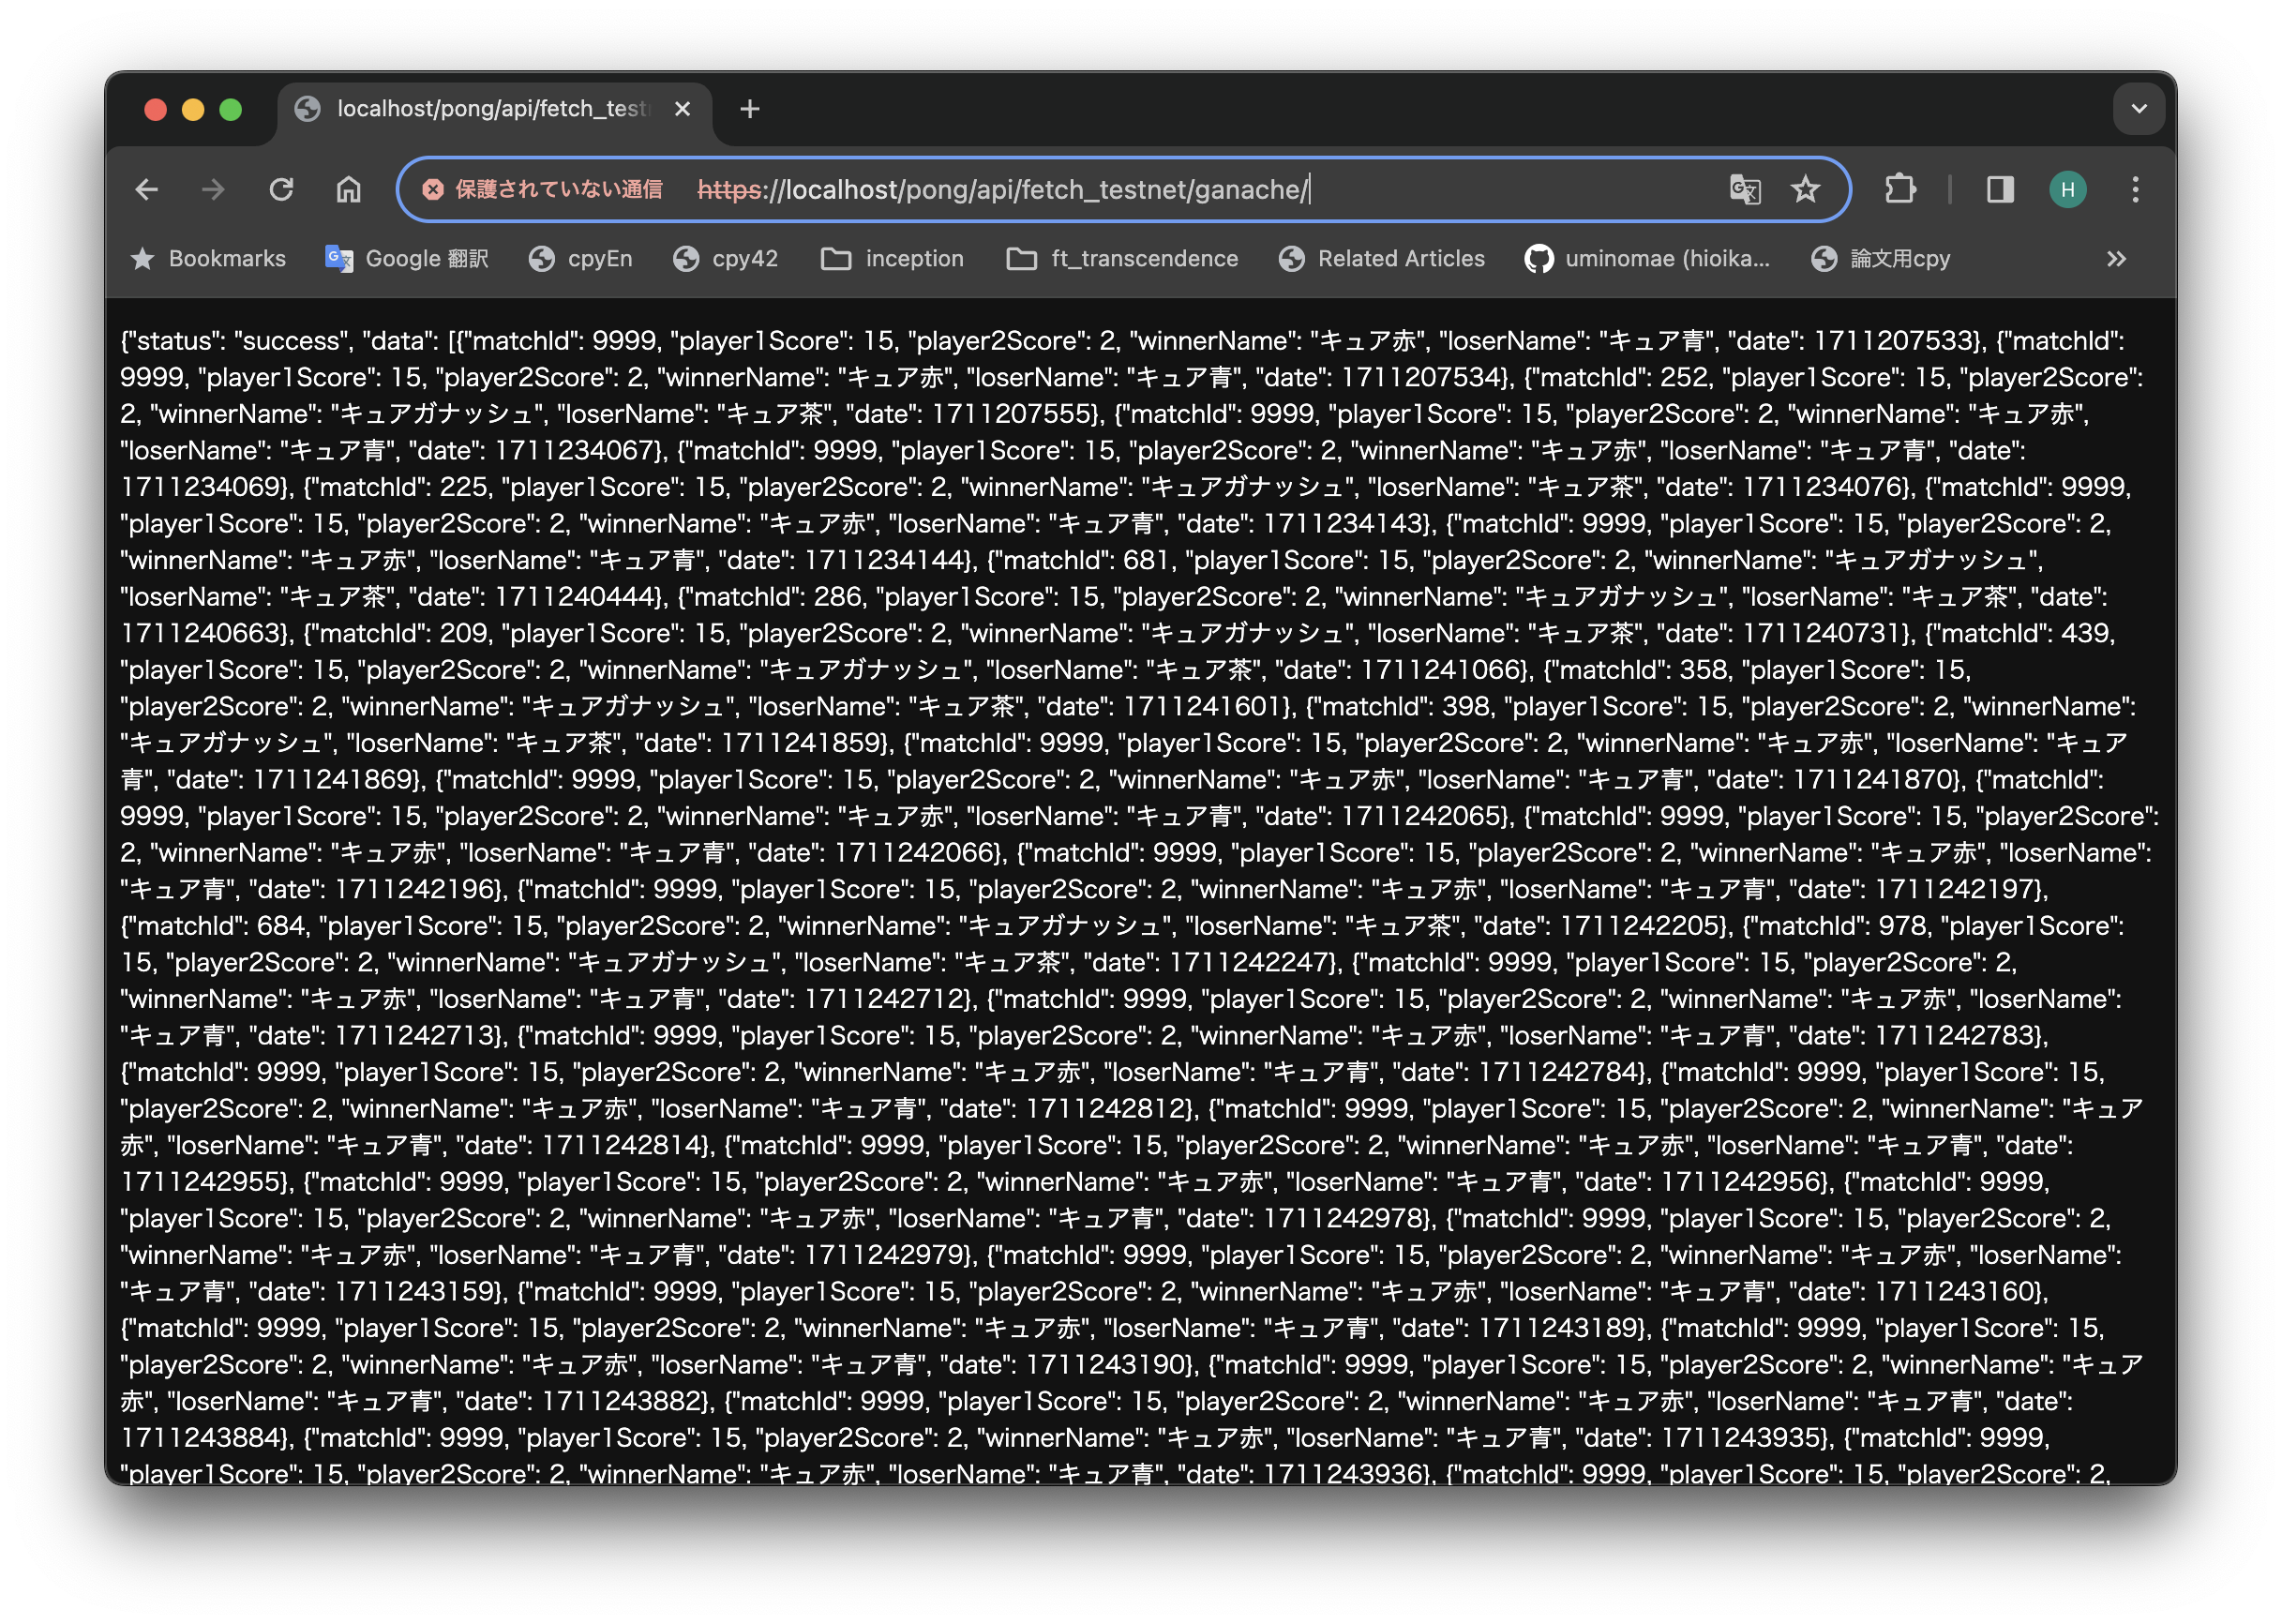 localhost/pong/api/fetch_test
保護されていない通信 https://localhost/pong/api/fetch_testnet/ganache/
H
Bookmarks Google 翻訳 cpyEn cpy42 inception ft_transcendence Related Articles uminomae (hioika... 論文用cpy
{"status": "success", "data": [{"matchId": 9999, "player1Score": 15, "player2Score": 2, "winnerName": "キュア赤", "loserName": "キュア青", "date": 1711207533}, {"matchId":
9999, "player1Score": 15, "player2Score": 2, "winnerName": "キュア赤", "loserName": "キュア青", "date": 1711207534}, {"matchId": 252, "player1Score": 15, "player2Score":
2, "winnerName": "キュアガナッシュ", "loserName": "キュア茶", "date": 1711207555}, {"matchId": 9999, "player1Score": 15, "player2Score": 2, "winnerName": "キュア赤",
"loserName": "キュア青", "date": 1711234067}, {"matchId": 9999, "player1Score": 15, "player2Score": 2, "winnerName": "キュア赤", "loserName": "キュア青", "date":
1711234069}, {"matchId": 225, "player1Score": 15, "player2Score": 2, "winnerName": "キュアガナッシュ", "loserName": "キュア茶", "date": 1711234076}, {"matchId": 9999,
"player1Score": 15, "player2Score": 2, "winnerName": "キュア赤", "loserName": "キュア青", "date": 1711234143}, {"matchId": 9999, "player1Score": 15, "player2Score": 2,
"winnerName": "キュア赤", "loserName": "キュア青", "date": 1711234144}, {"matchId": 681, "player1Score": 15, "player2Score": 2, "winnerName": "キュアガナッシュ",
"loserName": "キュア茶", "date": 1711240444}, {"matchId": 286, "player1Score": 15, "player2Score": 2, "winnerName": "キュアガナッシュ", "loserName": "キュア茶", "date":
1711240663}, {"matchId": 209, "player1Score": 15, "player2Score": 2, "winnerName": "キュアガナッシュ", "loserName": "キュア茶", "date": 1711240731}, {"matchId": 439,
"player1Score": 15, "player2Score": 2, "winnerName": "キュアガナッシュ", "loserName": "キュア茶", "date": 1711241066}, {"matchId": 358, "player1Score": 15,
"player2Score": 2, "winnerName": "キュアガナッシュ", "loserName": "キュア茶", "date": 1711241601}, {"matchId": 398, "player1Score": 15, "player2Score": 2, "winnerName":
"キュアガナッシュ", "loserName": "キュア茶", "date": 1711241859}, {"matchId": 9999, "player1Score": 15, "player2Score": 2, "winnerName": "キュア赤", "loserName": "キュア
青", "date": 1711241869}, {"matchId": 9999, "player1Score": 15, "player2Score": 2, "winnerName": "キュア赤", "loserName": "キュア青", "date": 1711241870}, {"matchId":
9999, "player1Score": 15, "player2Score": 2, "winnerName": "キュア赤", "loserName": "キュア青", "date": 1711242065}, {"matchId": 9999, "player1Score": 15, "player2Score":
2, "winnerName": "キュア赤", "loserName": "キュア青", "date": 1711242066}, {"matchId": 9999, "player1Score": 15, "player2Score": 2, "winnerName": "キュア赤", "loserName":
"キュア青", "date": 1711242196}, {"matchId": 9999, "player1Score": 15, "player2Score": 2, "winnerName": "キュア赤", "loserName": "キュア青", "date": 1711242197},
{"matchId": 684, "player1Score": 15, "player2Score": 2, "winnerName": "キュアガナッシュ", "loserName": "キュア茶", "date": 1711242205}, {"matchId": 978, "player1Score":
15, "player2Score": 2, "winnerName": "キュアガナッシュ", "loserName": "キュア茶", "date": 1711242247}, {"matchId": 9999, "player1Score": 15, "player2Score": 2,
"winnerName": "キュア赤", "loserName": "キュア青", "date": 1711242712}, {"matchId": 9999, "player1Score": 15, "player2Score": 2, "winnerName": "キュア赤", "loserName":
"キュア青", "date": 1711242713}, {"matchId": 9999, "player1Score": 15, "player2Score": 2, "winnerName": "キュア赤", "loserName": "キュア青", "date": 1711242783},
{"matchId": 9999, "player1Score": 15, "player2Score": 2, "winnerName": "キュア赤", "loserName": "キュア青", "date": 1711242784}, {"matchId": 9999, "player1Score": 15,
"player2Score": 2, "winnerName": "キュア赤", "loserName": "キュア青", "date": 1711242812}, {"matchId": 9999, "player1Score": 15, "player2Score": 2, "winnerName": "キュア
赤", "loserName": "キュア青", "date": 1711242814}, {"matchId": 9999, "player1Score": 15, "player2Score": 2, "winnerName": "キュア赤", "loserName": "キュア青", "date":
1711242955}, {"matchId": 9999, "player1Score": 15, "player2Score": 2, "winnerName": "キュア赤", "loserName": "キュア青", "date": 1711242956}, {"matchId": 9999,
"player1Score": 15, "player2Score": 2, "winnerName": "キュア赤", "loserName": "キュア青", "date": 1711242978}, {"matchId": 9999, "player1Score": 15, "player2Score": 2,
"winnerName": "キュア赤", "loserName": "キュア青", "date": 1711242979}, {"matchId": 9999, "player1Score": 15, "player2Score": 2, "winnerName": "キュア赤", "loserName":
"キュア青", "date": 1711243159}, {"matchId": 9999, "player1Score": 15, "player2Score": 2, "winnerName": "キュア赤", "loserName": "キュア青", "date": 1711243160},
{"matchId": 9999, "player1Score": 15, "player2Score": 2, "winnerName": "キュア赤", "loserName": "キュア青", "date": 1711243189}, {"matchId": 9999, "player1Score": 15,
"player2Score": 2, "winnerName": "キュア赤", "loserName": "キュア青", "date": 1711243190}, {"matchId": 9999, "player1Score": 15, "player2Score": 2, "winnerName": "キュア
赤", "loserName": "キュア青", "date": 1711243882}, {"matchId": 9999, "player1Score": 15, "player2Score": 2, "winnerName": "キュア赤", "loserName": "キュア青", "date":
1711243884}, {"matchId": 9999, "player1Score": 15, "player2Score": 2, "winnerName": "キュア赤", "loserName": "キュア青", "date": 1711243935}, {"matchId": 9999,
"player1Score": 15, "player2Score": 2, "winnerName": "キュア赤", "loserName": "キュア青", "date": 1711243936}, {"matchId": 9999, "player1Score": 15, "player2Score": 2,